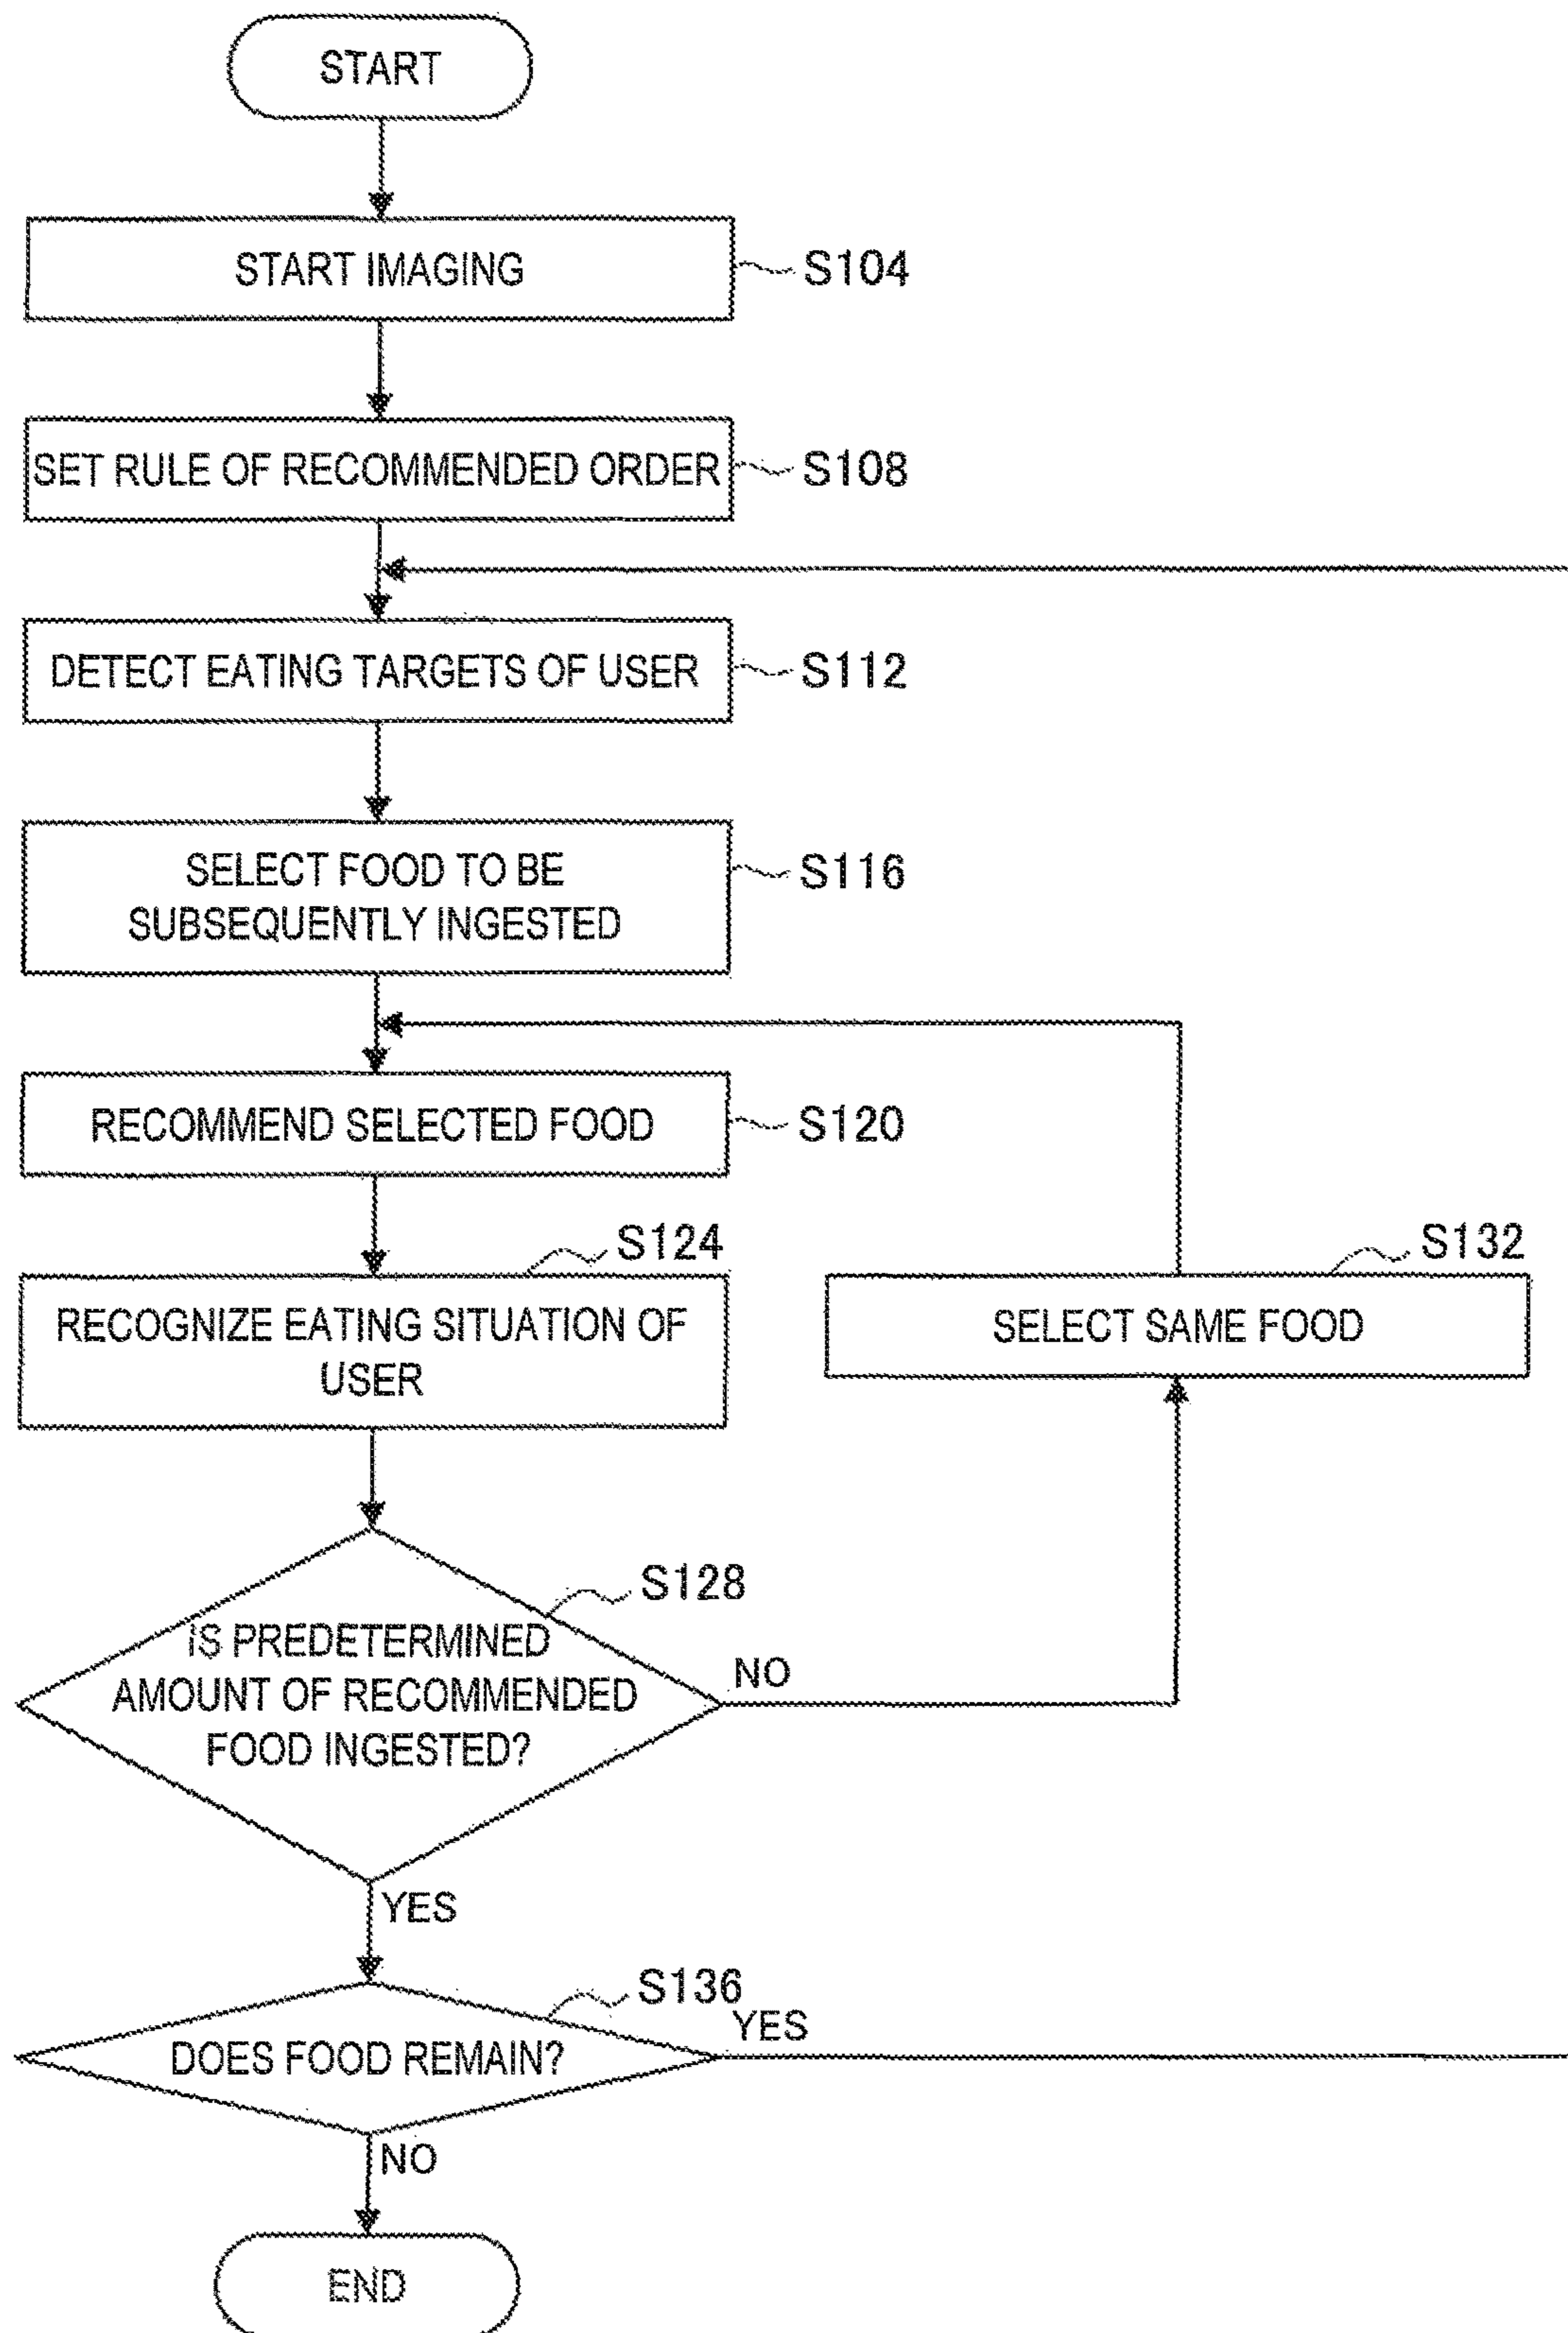 START
START IMAGING
S104
SET RULE OF RECOMMENDED ORDER
S108
DETECT EATING TARGETS OF USER
S112
SELECT FOOD TO BE
SUBSEQUENTLY INGESTED
S116
RECOMMEND SELECTED FOOD
S120
S124
RECOGNIZE EATING SITUATION OF
USER
S132
SELECT SAME FOOD
S128
IS PREDETERMINED
AMOUNT OF RECOMMENDED
FOOD INGESTED?
NO
YES
S136
DOES FOOD REMAIN?
YES
NO
END